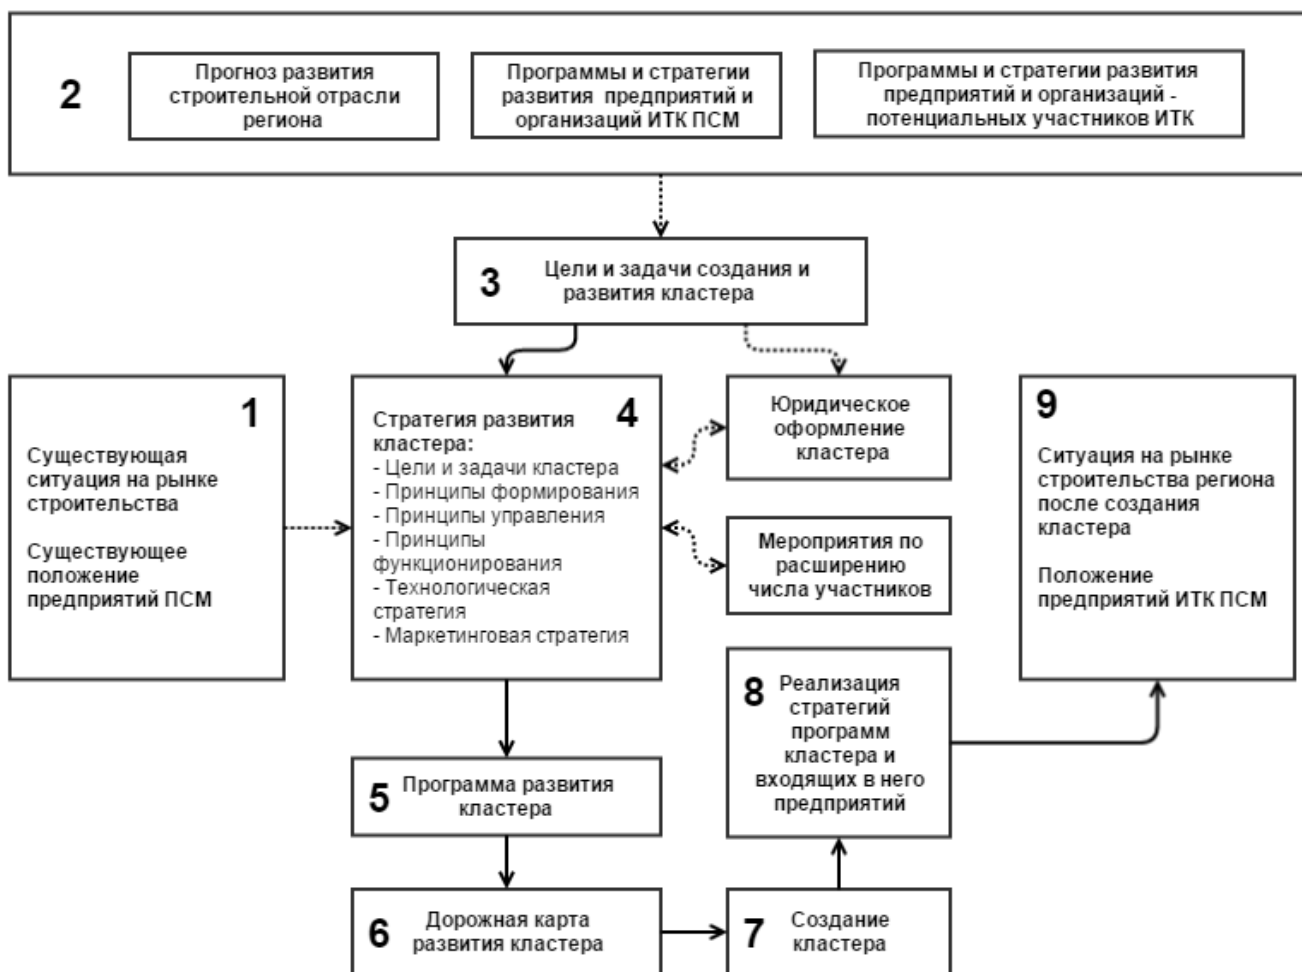 2
Прогноз развития
строительной отрасли
региона
Программы и стратегии
развития предприятий и
организаций ИТК ПСМ
Программы и стратегии развития
предприятий и организаций -
потенциальных участников ИТК
3
Цели и задачи создания и
развития кластера
1
Существующая
ситуация на рынке
строительства
Существующее
положение
предприятий ПСМ
4
Стратегия развития
кластера:
- Цели и задачи кластера
- Принципы формирования
- Принципы управления
- Принципы
функционирования
- Технологическая
стратегия
- Маркетинговая стратегия
Юридическое
оформление
кластера
Мероприятия по
расширению
числа участников
9
Ситуация на рынке
строительства региона
после создания
кластера
Положение
предприятий ИТК ПСМ
8
Реализация
стратегий
программ
кластера и
входящих в него
предприятий
5
Программа развития
кластера
6
Дорожная карта
развития кластера
7
Создание
кластера